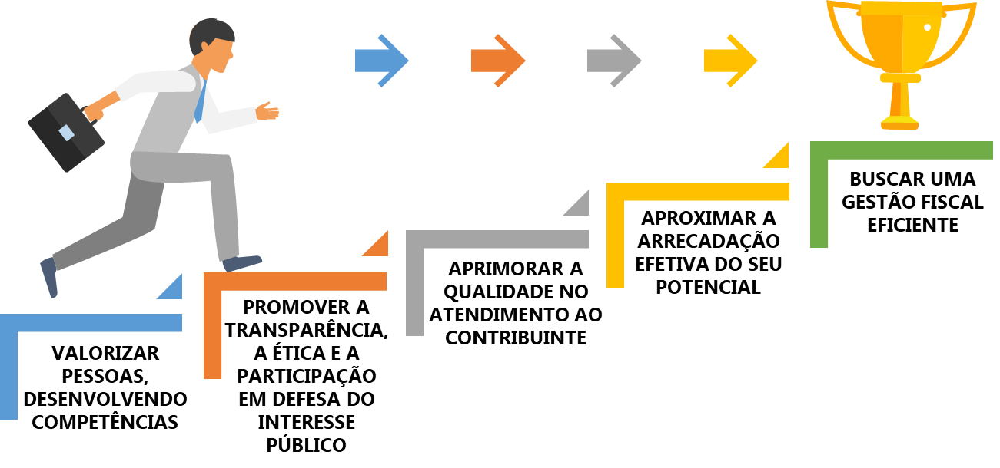 VALORIZAR
PESSOAS,
DESENVOLVENDO
COMPETÊNCIAS
PROMOVER A
TRANSPARÊNCIA,
A ÉTICA E A
PARTICIPAÇÃO
EM DEFESA DO
INTERESSE
PÚBLICO
APRIMORAR A
QUALIDADE NO
ATENDIMENTO AO
CONTRIBUINTE
APROXIMAR A
ARRECADAÇÃO
EFETIVA DO SEU
POTENCIAL
BUSCAR UMA
GESTÃO FISCAL
EFICIENTE